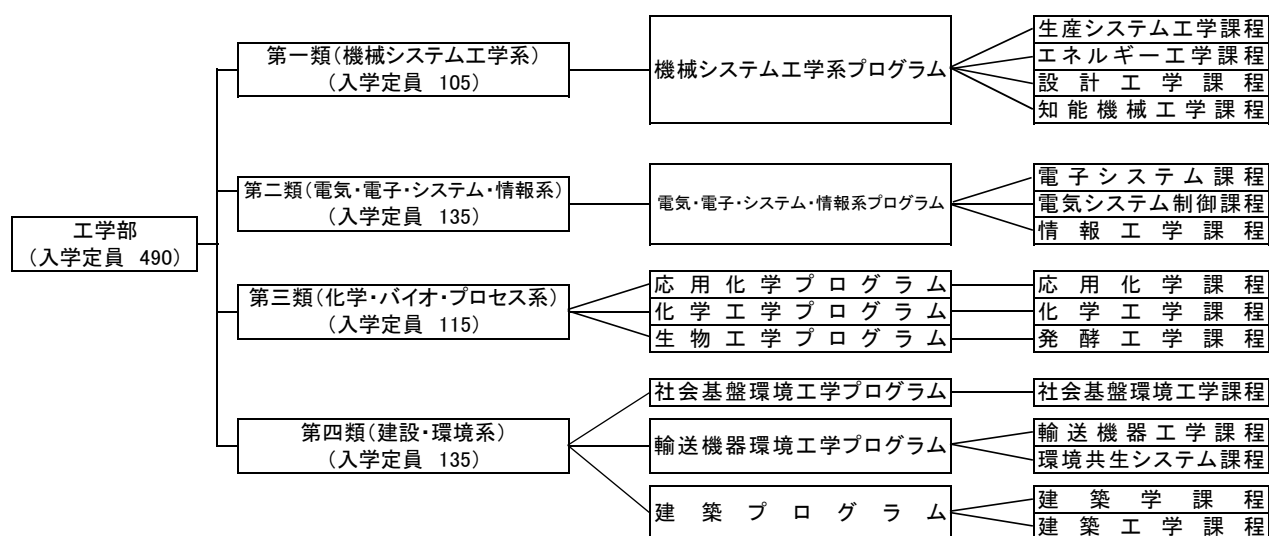 工学部
(入学定員 490)
第一類(機械システム工学系)
(入学定員 105)
機械システム工学系プログラム
生産システム工学課程
エネルギー工学課程
設計工学課程
知能機械工学課程
第二類(電気・電子・システム・情報系)
(入学定員 135)
電気・電子・システム・情報系プログラム
電子システム課程
電気システム制御課程
情報工学課程
第三類(化学・バイオ・プロセス系)
(入学定員 115)
応用化学プログラム
応用化学課程
化学工学プログラム
化学工学課程
生物工学プログラム
発酵工学課程
第四類(建設・環境系)
(入学定員 135)
社会基盤環境工学プログラム
社会基盤環境工学課程
輸送機器環境工学プログラム
輸送機器工学課程
環境共生システム課程
建築プログラム
建築学課程
建築工学課程